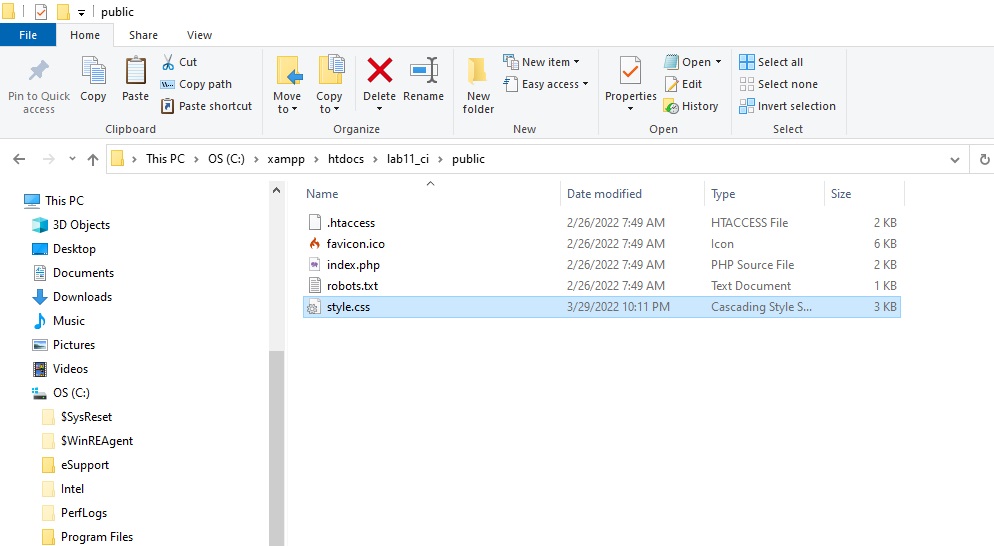 public
File Home Share View
Pin to Quick access
Copy
Paste
Cut
Copy path
Paste shortcut
Clipboard
Move to
Copy to
Delete
Rename
Organize
New folder
New item
Easy access
New
Properties
Open
Edit
History
Open
Select all
Select none
Invert selection
Select
This PC > OS (C:) > xampp > htdocs > lab11_ci > public
This PC
3D Objects
Desktop
Documents
Downloads
Music
Pictures
Videos
OS (C:)
$SysReset
$WinREAgent
eSupport
Intel
PerfLogs
Program Files
Name Date modified Type Size
.htaccess 2/26/2022 7:49 AM HTACCESS File 2 KB
favicon.ico 2/26/2022 7:49 AM Icon 6 KB
index.php 2/26/2022 7:49 AM PHP Source File 2 KB
robots.txt 2/26/2022 7:49 AM Text Document 1 KB
style.css 3/29/2022 10:11 PM Cascading Style S... 3 KB